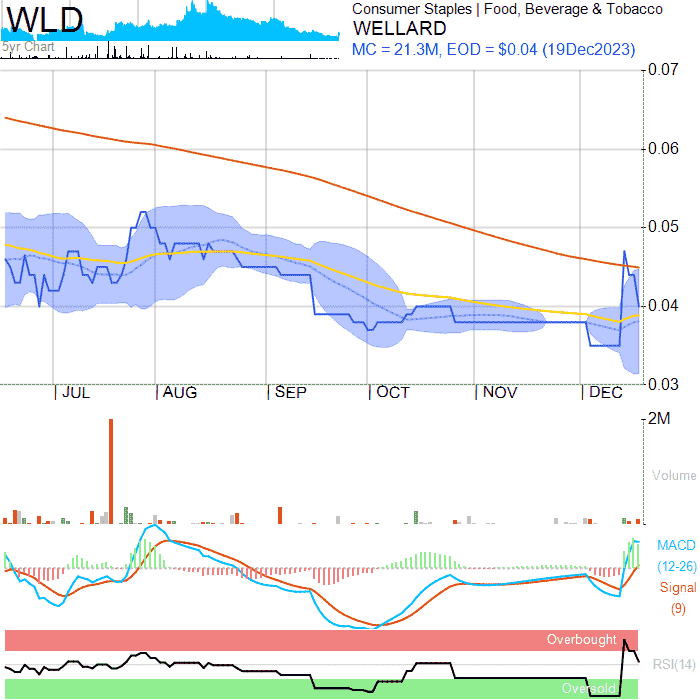 WLD
5yr Chart
Consumer Staples | Food, Beverage & Tobacco
WELLARD
MC = 21.3M, EOD = $0.04 (19Dec2023)
0.07
0.06
0.05
0.04
0.03
JUL AUG SEP OCT NOV DEC
2M
Volume
MACD
(12-26)
Signal
(9)
Overbought
RSI(14)
Oversold